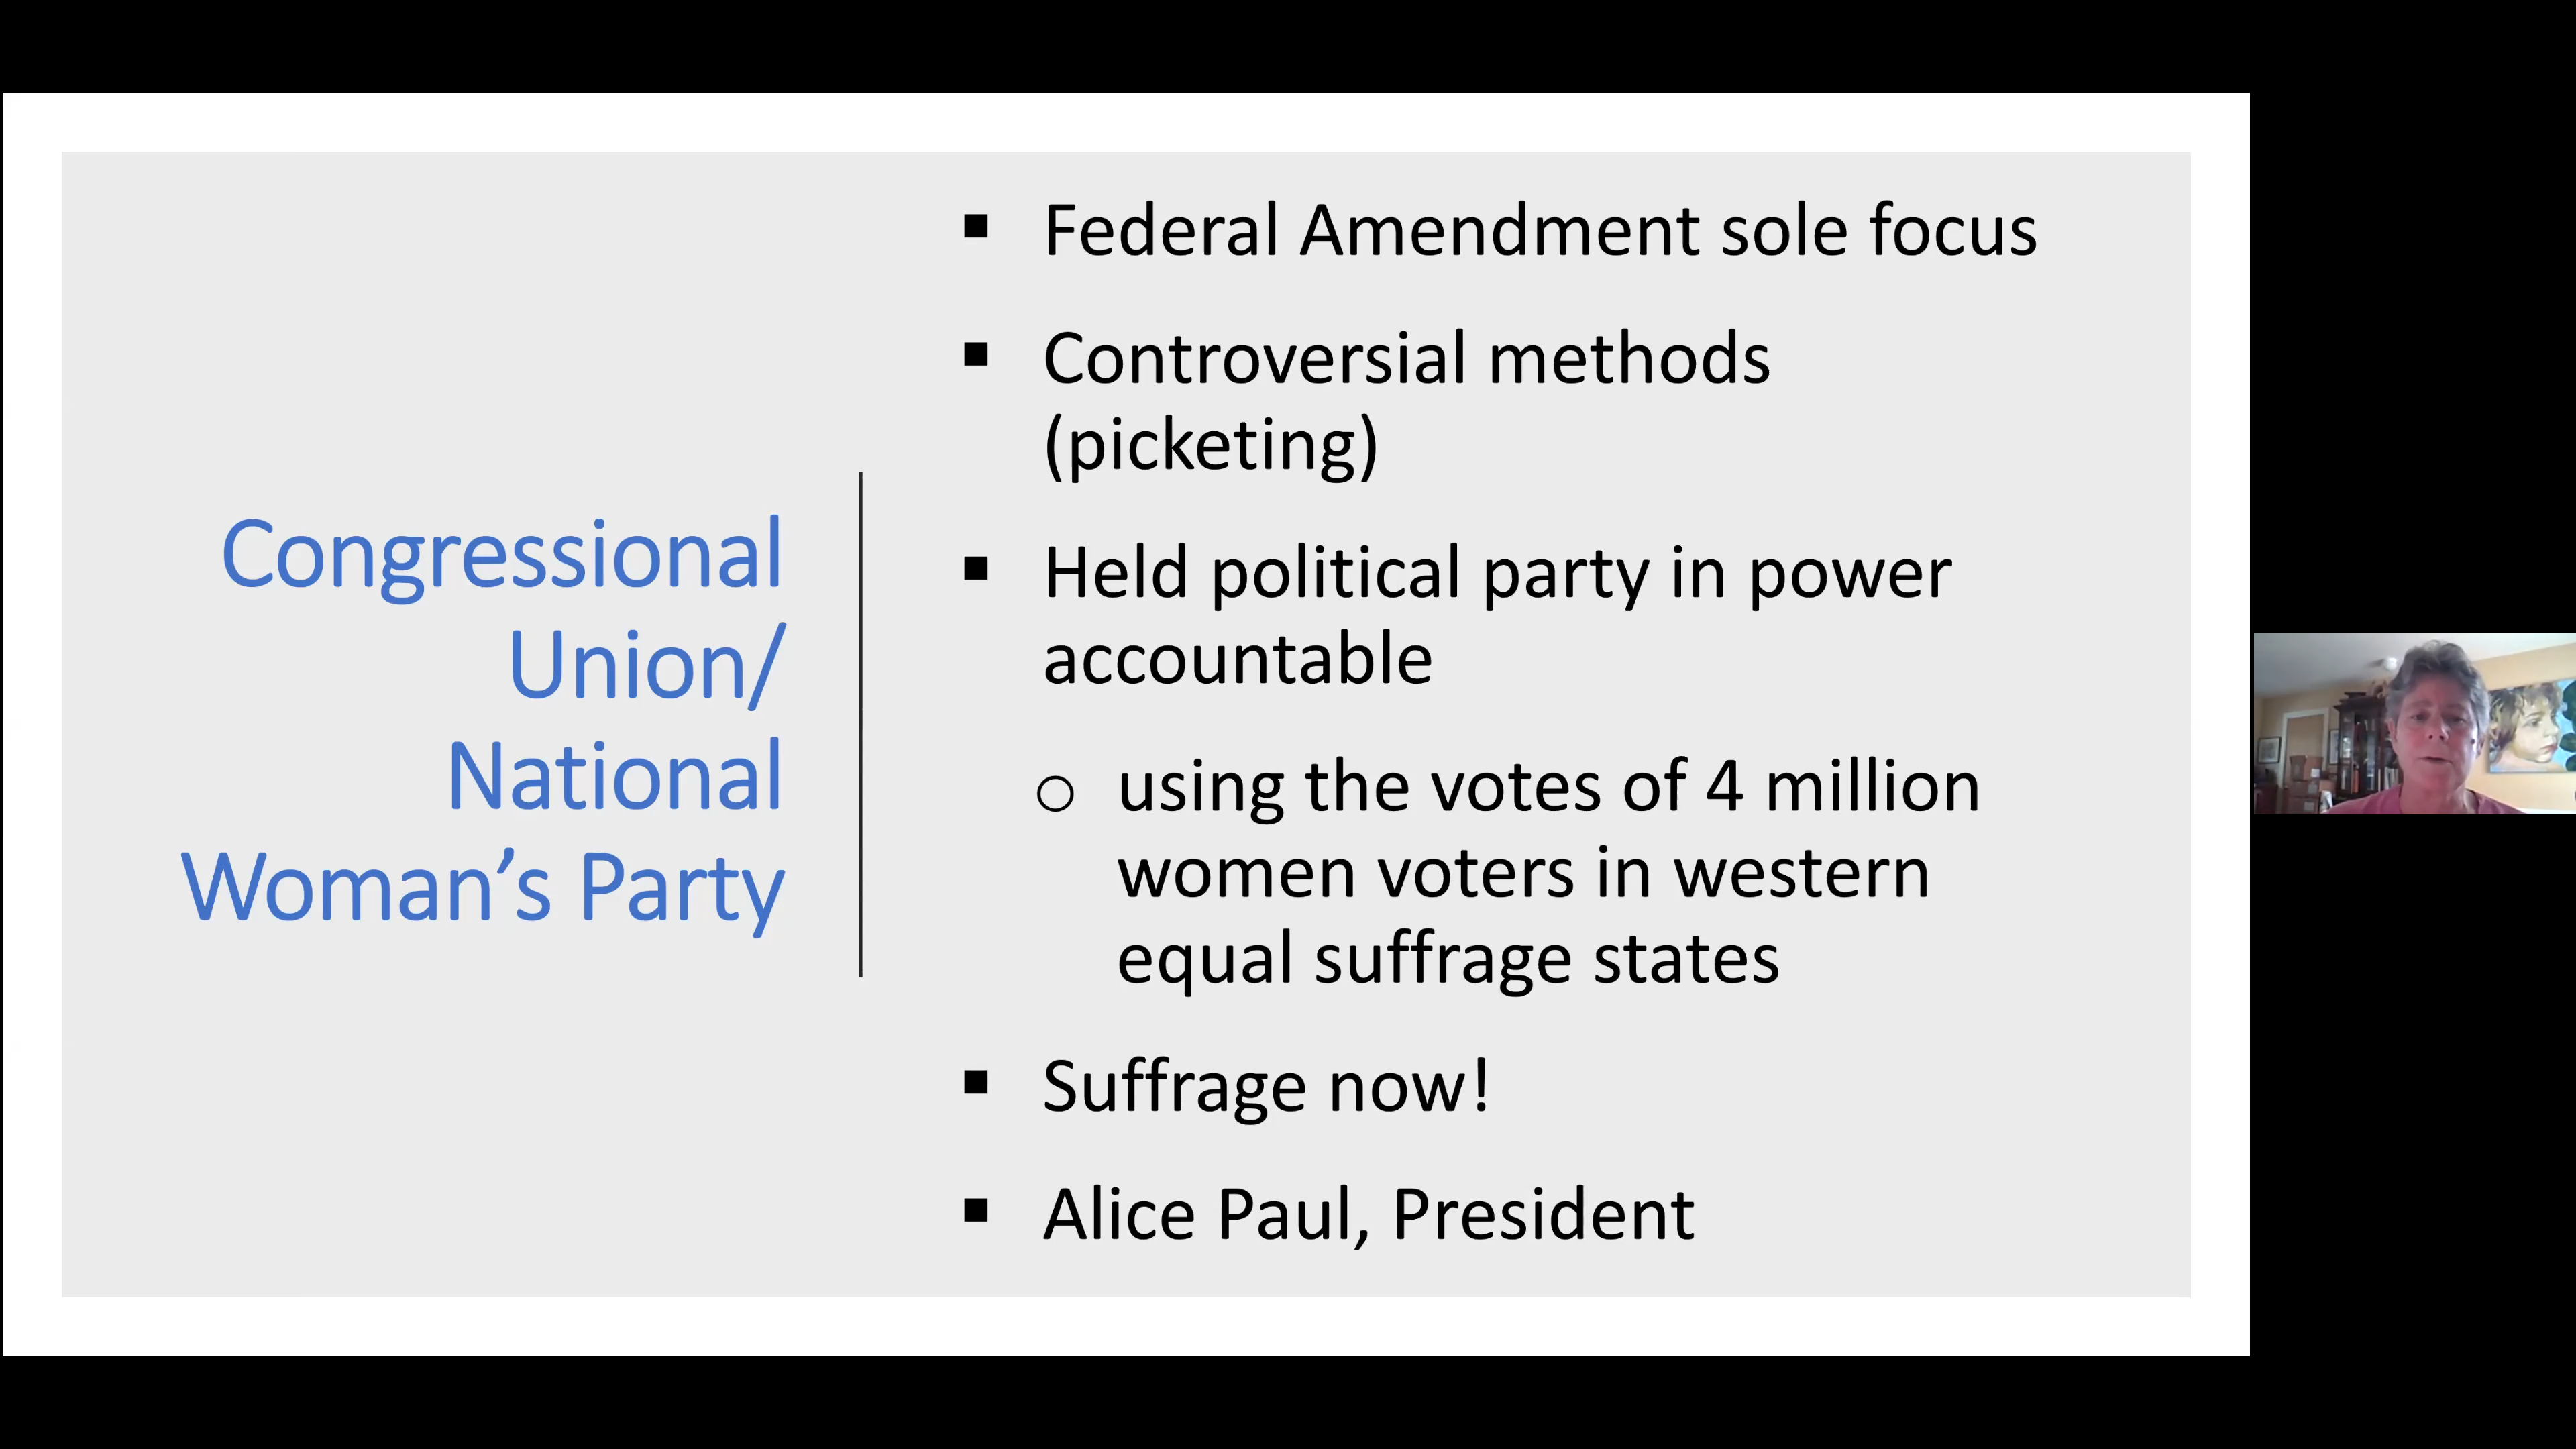 Congressional
Union/
National
Woman’s Party
Federal Amendment sole focus
Controversial methods
(picketing)
Held political party in power
accountable
using the votes of 4 million
women voters in western
equal suffrage states
Suffrage now!
Alice Paul, President